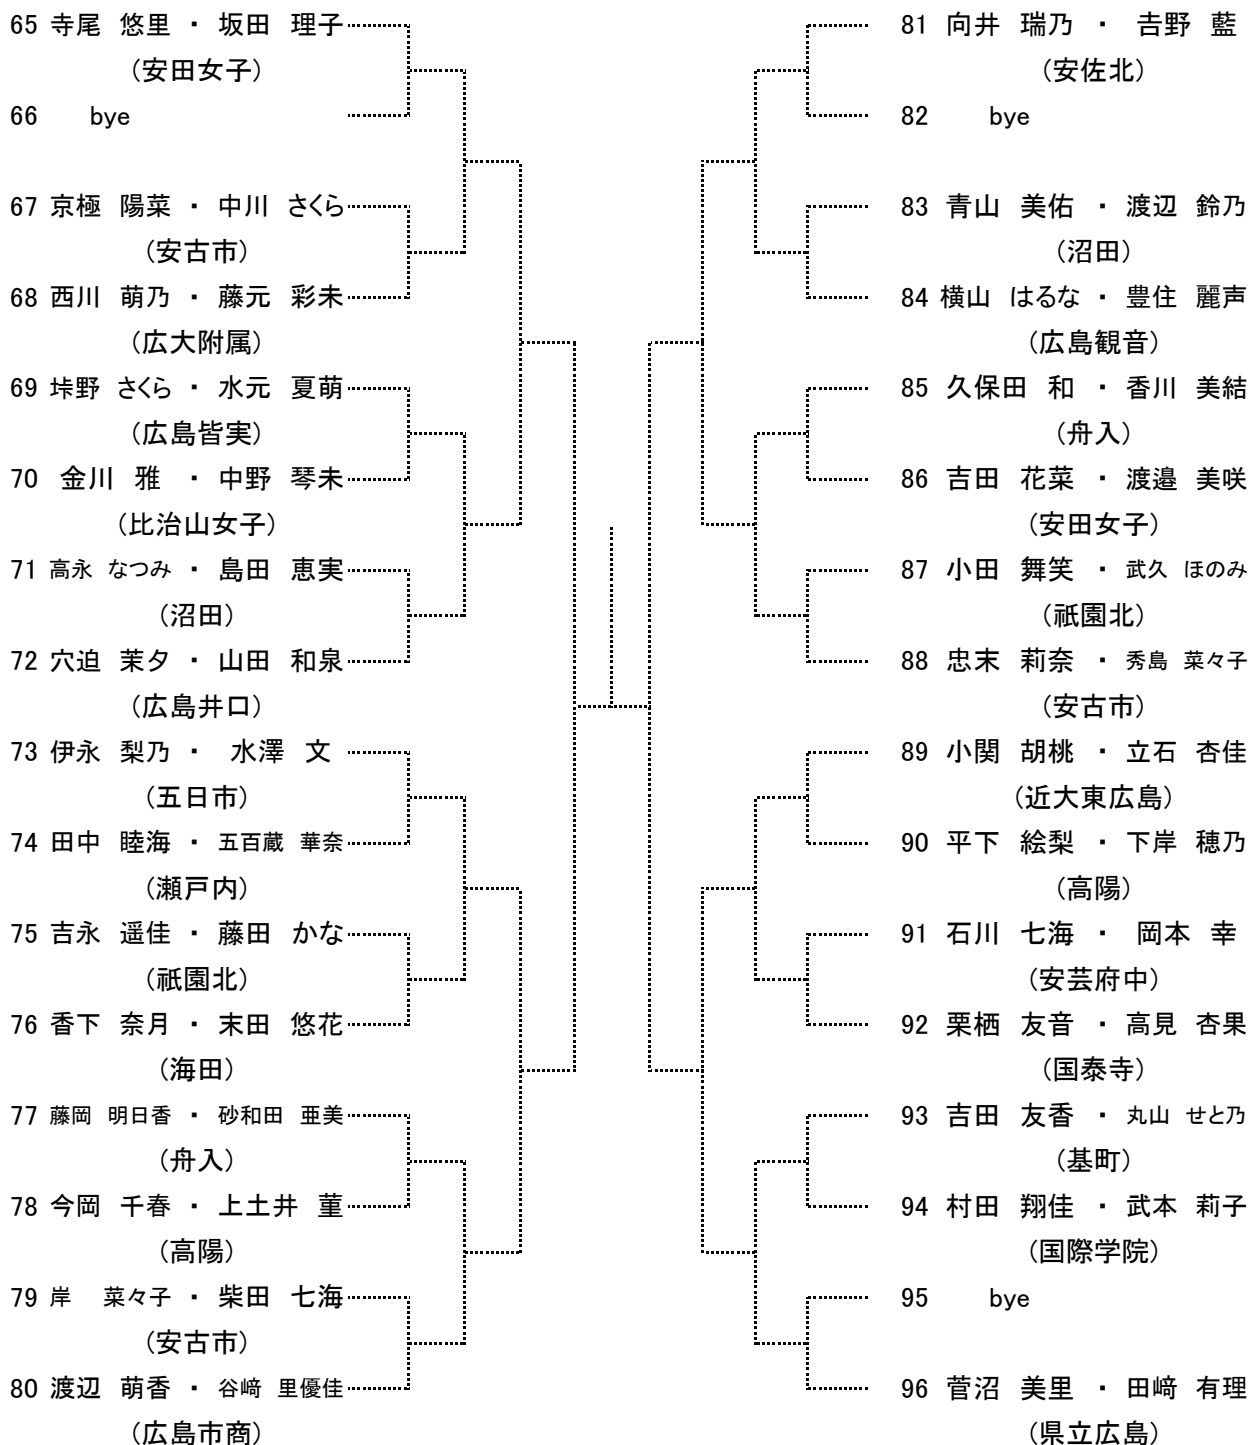 65 寺尾 悠里 ・ 坂田 理子
(安田女子)
66 bye
67 京極 陽菜 ・ 中川 さくら
(安古市)
68 西川 萌乃 ・ 藤元 彩未
(広大附属)
69 垰野 さくら ・ 水元 夏萌
(広島皆実)
70 金川 雅 ・ 中野 琴未
(比治山女子)
71 高永 なつみ ・ 島田 恵実
(沼田)
72 穴迫 茉夕 ・ 山田 和泉
(広島井口)
73 伊永 梨乃 ・ 水澤 文
(五日市)
74 田中 睦海 ・ 五百蔵 華奈
(瀬戸内)
75 吉永 遥佳 ・ 藤田 かな
(祇園北)
76 香下 奈月 ・ 末田 悠花
(海田)
77 藤岡 明日香 ・ 砂和田 亜美
(舟入)
78 今岡 千春 ・ 上土井 菫
(高陽)
79 岸 菜々子 ・ 柴田 七海
(安古市)
80 渡辺 萌香 ・ 谷﨑 里優佳
(広島市商)
81 向井 瑞乃 ・ 𠮷野 藍
(安佐北)
82 bye
83 青山 美佑 ・ 渡辺 鈴乃
(沼田)
84 横山 はるな ・ 豊住 麗声
(広島観音)
85 久保田 和 ・ 香川 美結
(舟入)
86 吉田 花菜 ・ 渡邉 美咲
(安田女子)
87 小田 舞笑 ・ 武久 ほのみ
(祇園北)
88 忠末 莉奈 ・ 秀島 菜々子
(安古市)
89 小関 胡桃 ・ 立石 杏佳
(近大東広島)
90 平下 絵梨 ・ 下岸 穂乃
(高陽)
91 石川 七海 ・ 岡本 幸
(安芸府中)
92 栗栖 友音 ・ 高見 杏果
(国泰寺)
93 吉田 友香 ・ 丸山 せと乃
(基町)
94 村田 翔佳 ・ 武本 莉子
(国際学院)
95 bye
96 菅沼 美里 ・ 田﨑 有理
(県立広島)